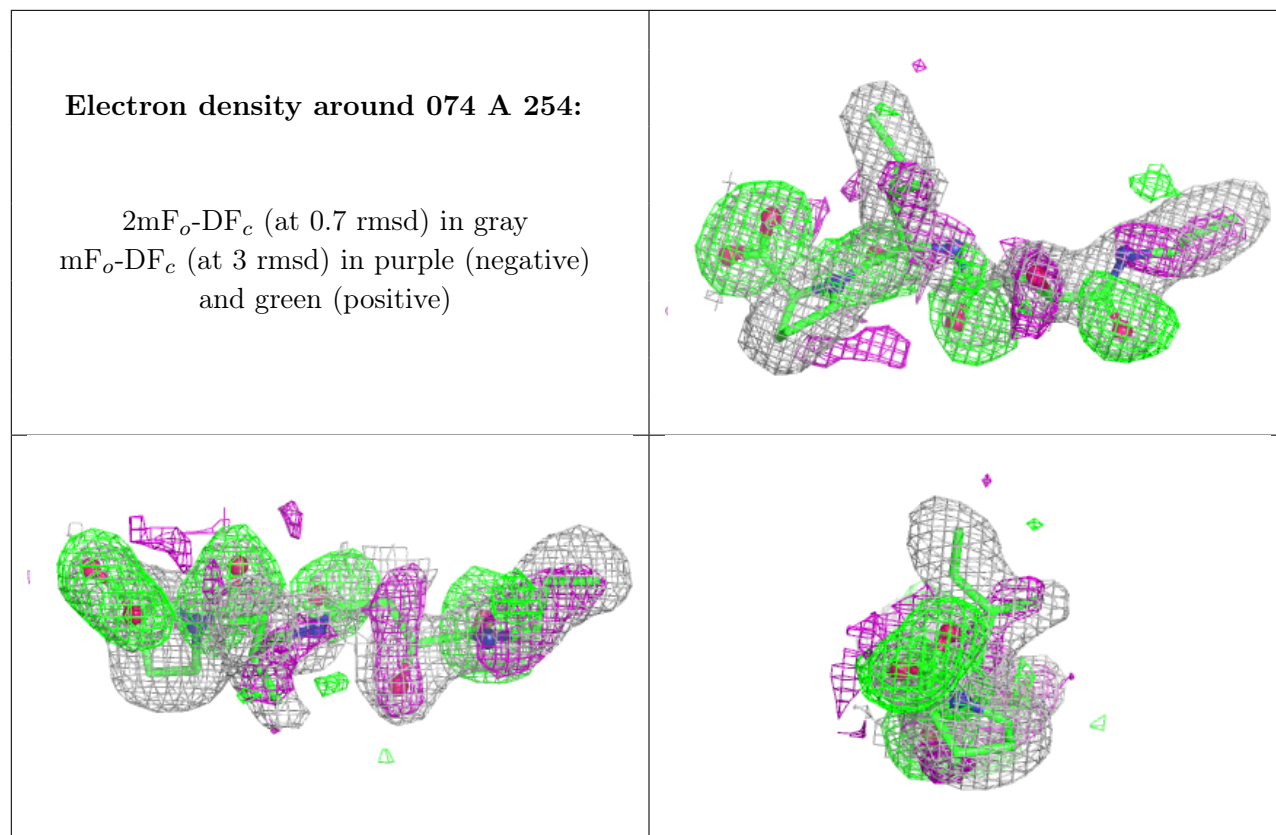 Electron density around 074 A 254:
2mFo-DFc (at 0.7 rmsd) in gray
mFo-DFc (at 3 rmsd) in purple (negative)
and green (positive)